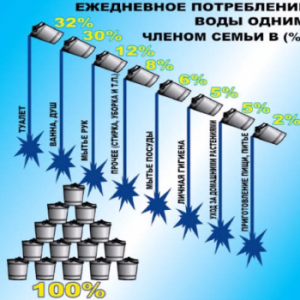 ЕЖЕДНЕВНОЕ ПОТРЕБЛЕНИ
ВОДЫ ОДНИМ
ЧЛЕНОМ СЕМЬИ В (%
32%
30%
12%
8%
6%
5%
5%
2%
ТУАЛЕТ
ВАННА, ДУШ
МЫТЬЕ РУК
ПРОЧЕЕ (СТИРКА, УБОРКА И Т.П.)
МЫТЬЕ ПОСУДЫ
ЛИЧНАЯ ГИГИЕНА
УХОД ЗА ДОМАШНИМИ РАСТЕНИЯМИ
ПРИГОТОВЛЕНИЕ ПИЩИ, ПИТЬЕ
100%